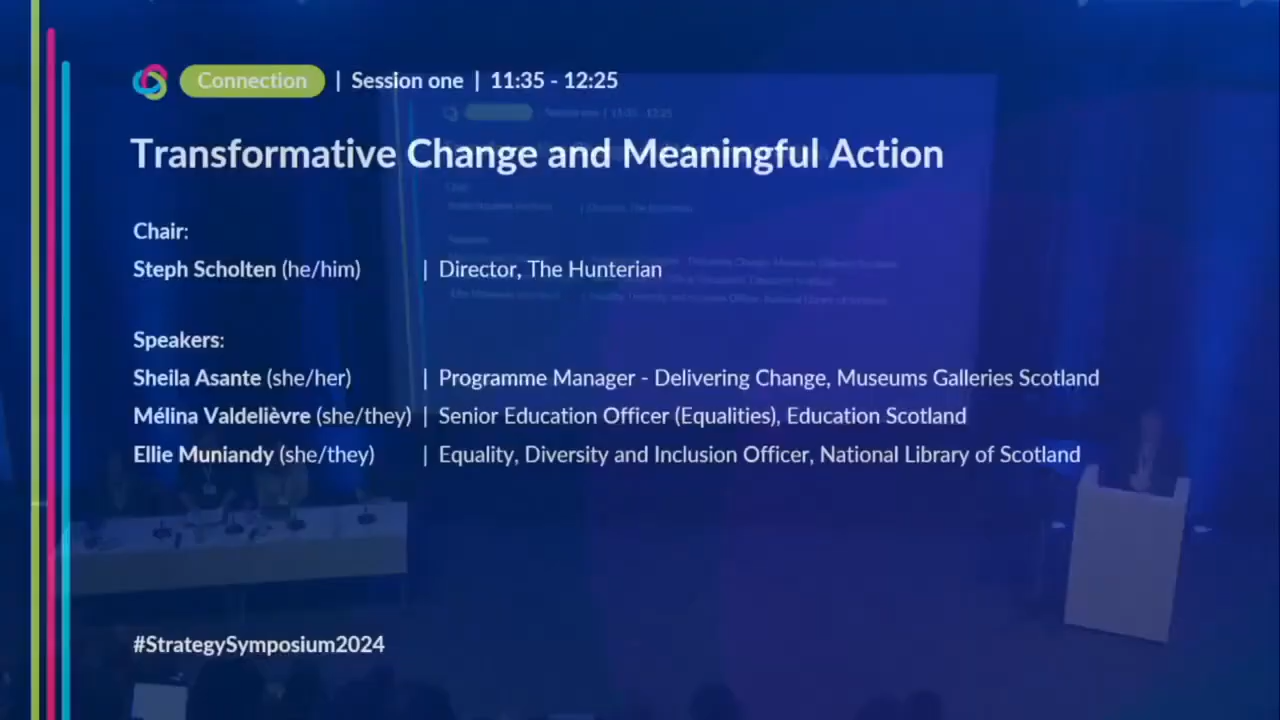 Connection | Session one | 11:35 - 12:25
Transformative Change and Meaningful Action
Chair:
Steph Scholten (he/him) | Director, The Hunterian
Speakers:
Sheila Asante (she/her) | Programme Manager - Delivering Change, Museums Galleries Scotland
Mélina Valdelièvre (she/they) | Senior Education Officer (Equalities), Education Scotland
Ellie Muniandy (she/they) | Equality, Diversity and Inclusion Officer, National Library of Scotland
#StrategySymposium2024